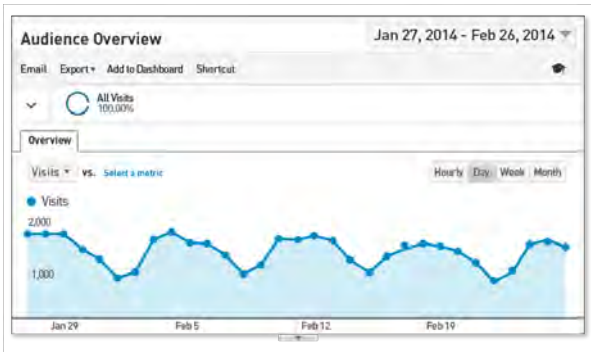 Audience Overview
Jan 27, 2014 - Feb 26, 2014
Email Export Add to Dashboard Shortcut
All Visits
100.00%
Overview
Visits vs. Select a metric
Hourly Day Week Month
Visits
2,000
1,000
Jan 29 Feb 5 Feb 12 Feb 19